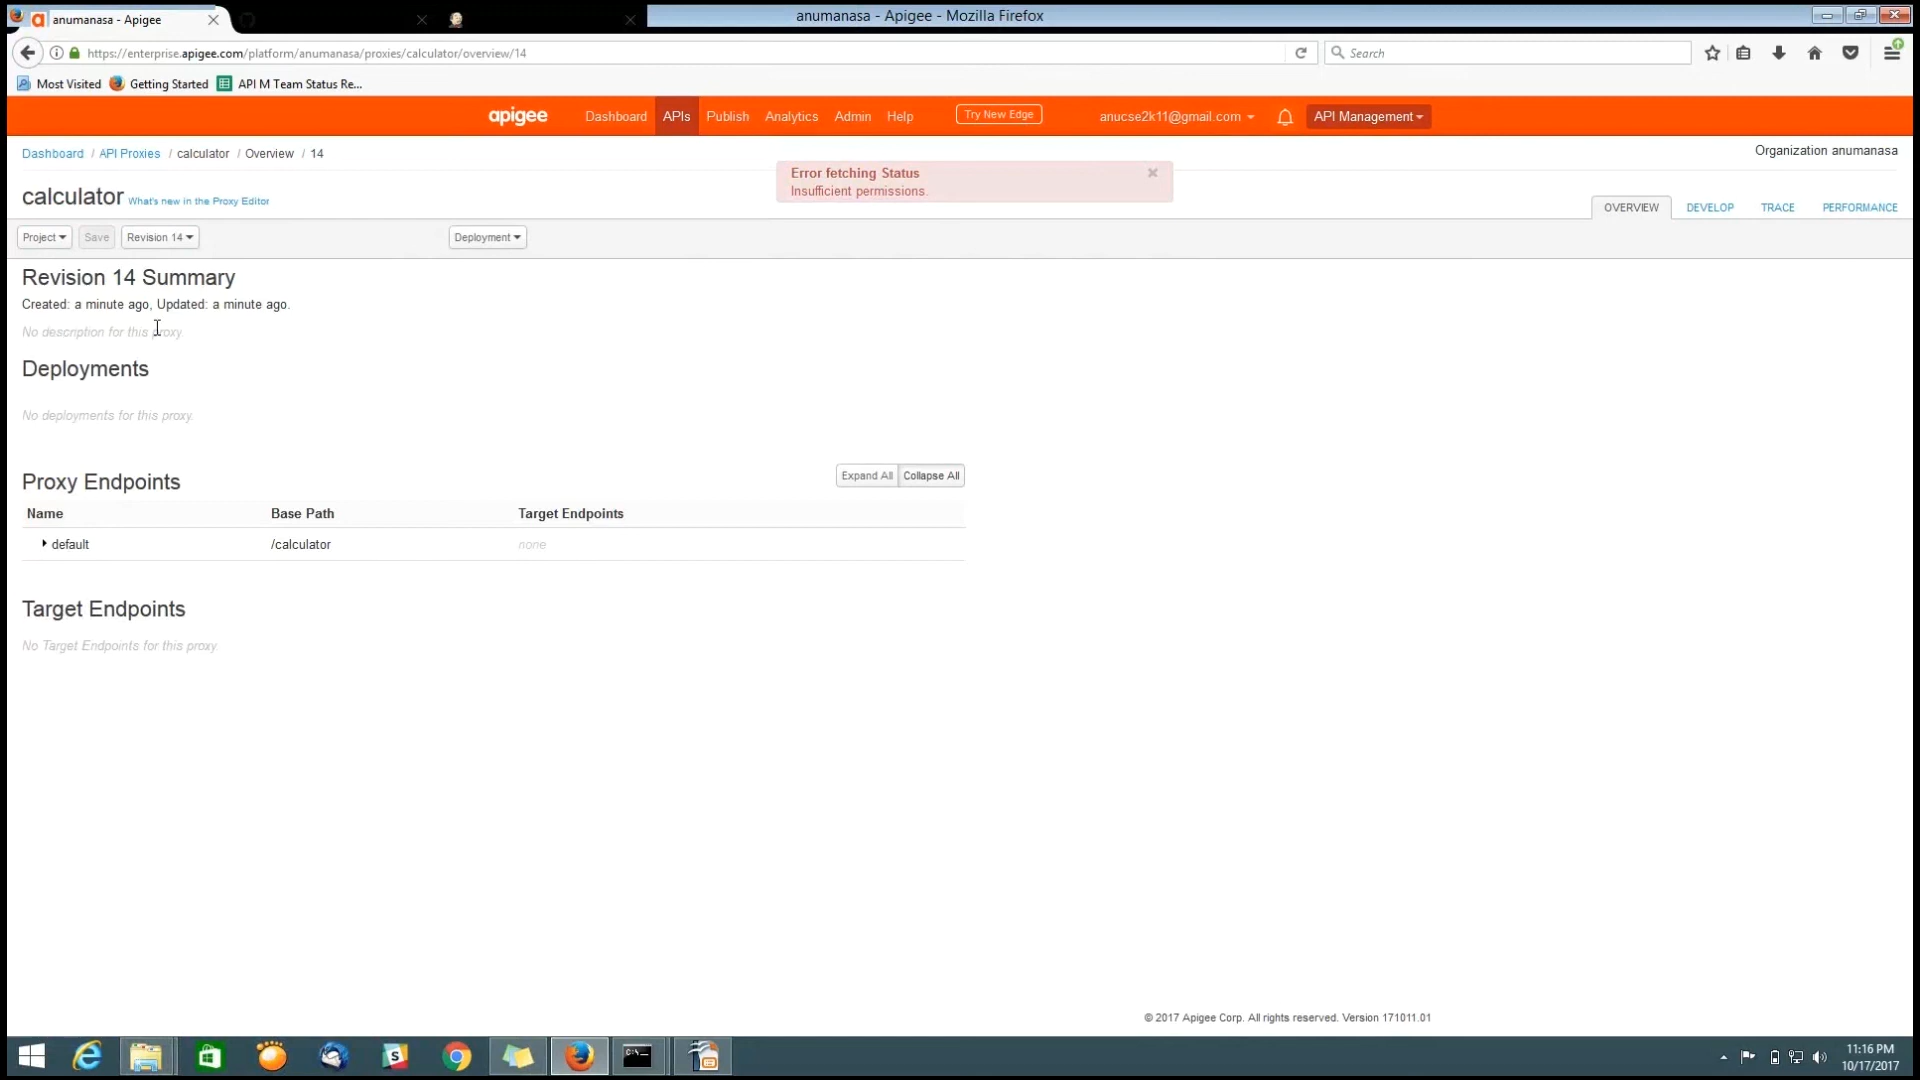 anumanasa - Apigee
anumanasa - Apigee - Mozilla Firefox
https://enterprise.apigee.com/platform/anumanasa/proxies/calculator/overview/14
Search
Most Visited Getting Started API M Team Status Re...
apigee Dashboard APIs Publish Analytics Admin Help Try New Edge anucse2k11@gmail.com API Management
Dashboard / API Proxies / calculator / Overview / 14
Organization anumanasa
Error fetching Status
Insufficient permissions.
calculator What's new in the Proxy Editor
OVERVIEW DEVELOP TRACE PERFORMANCE
Project Save Revision 14 Deployment
Revision 14 Summary
Created: a minute ago, Updated: a minute ago.
No description for this proxy.
Deployments
No deployments for this proxy.
Proxy Endpoints
Expand All Collapse All
Name Base Path Target Endpoints
default /calculator none
Target Endpoints
No Target Endpoints for this proxy.
© 2017 Apigee Corp. All rights reserved. Version 171011.01
11:16 PM
10/17/2017